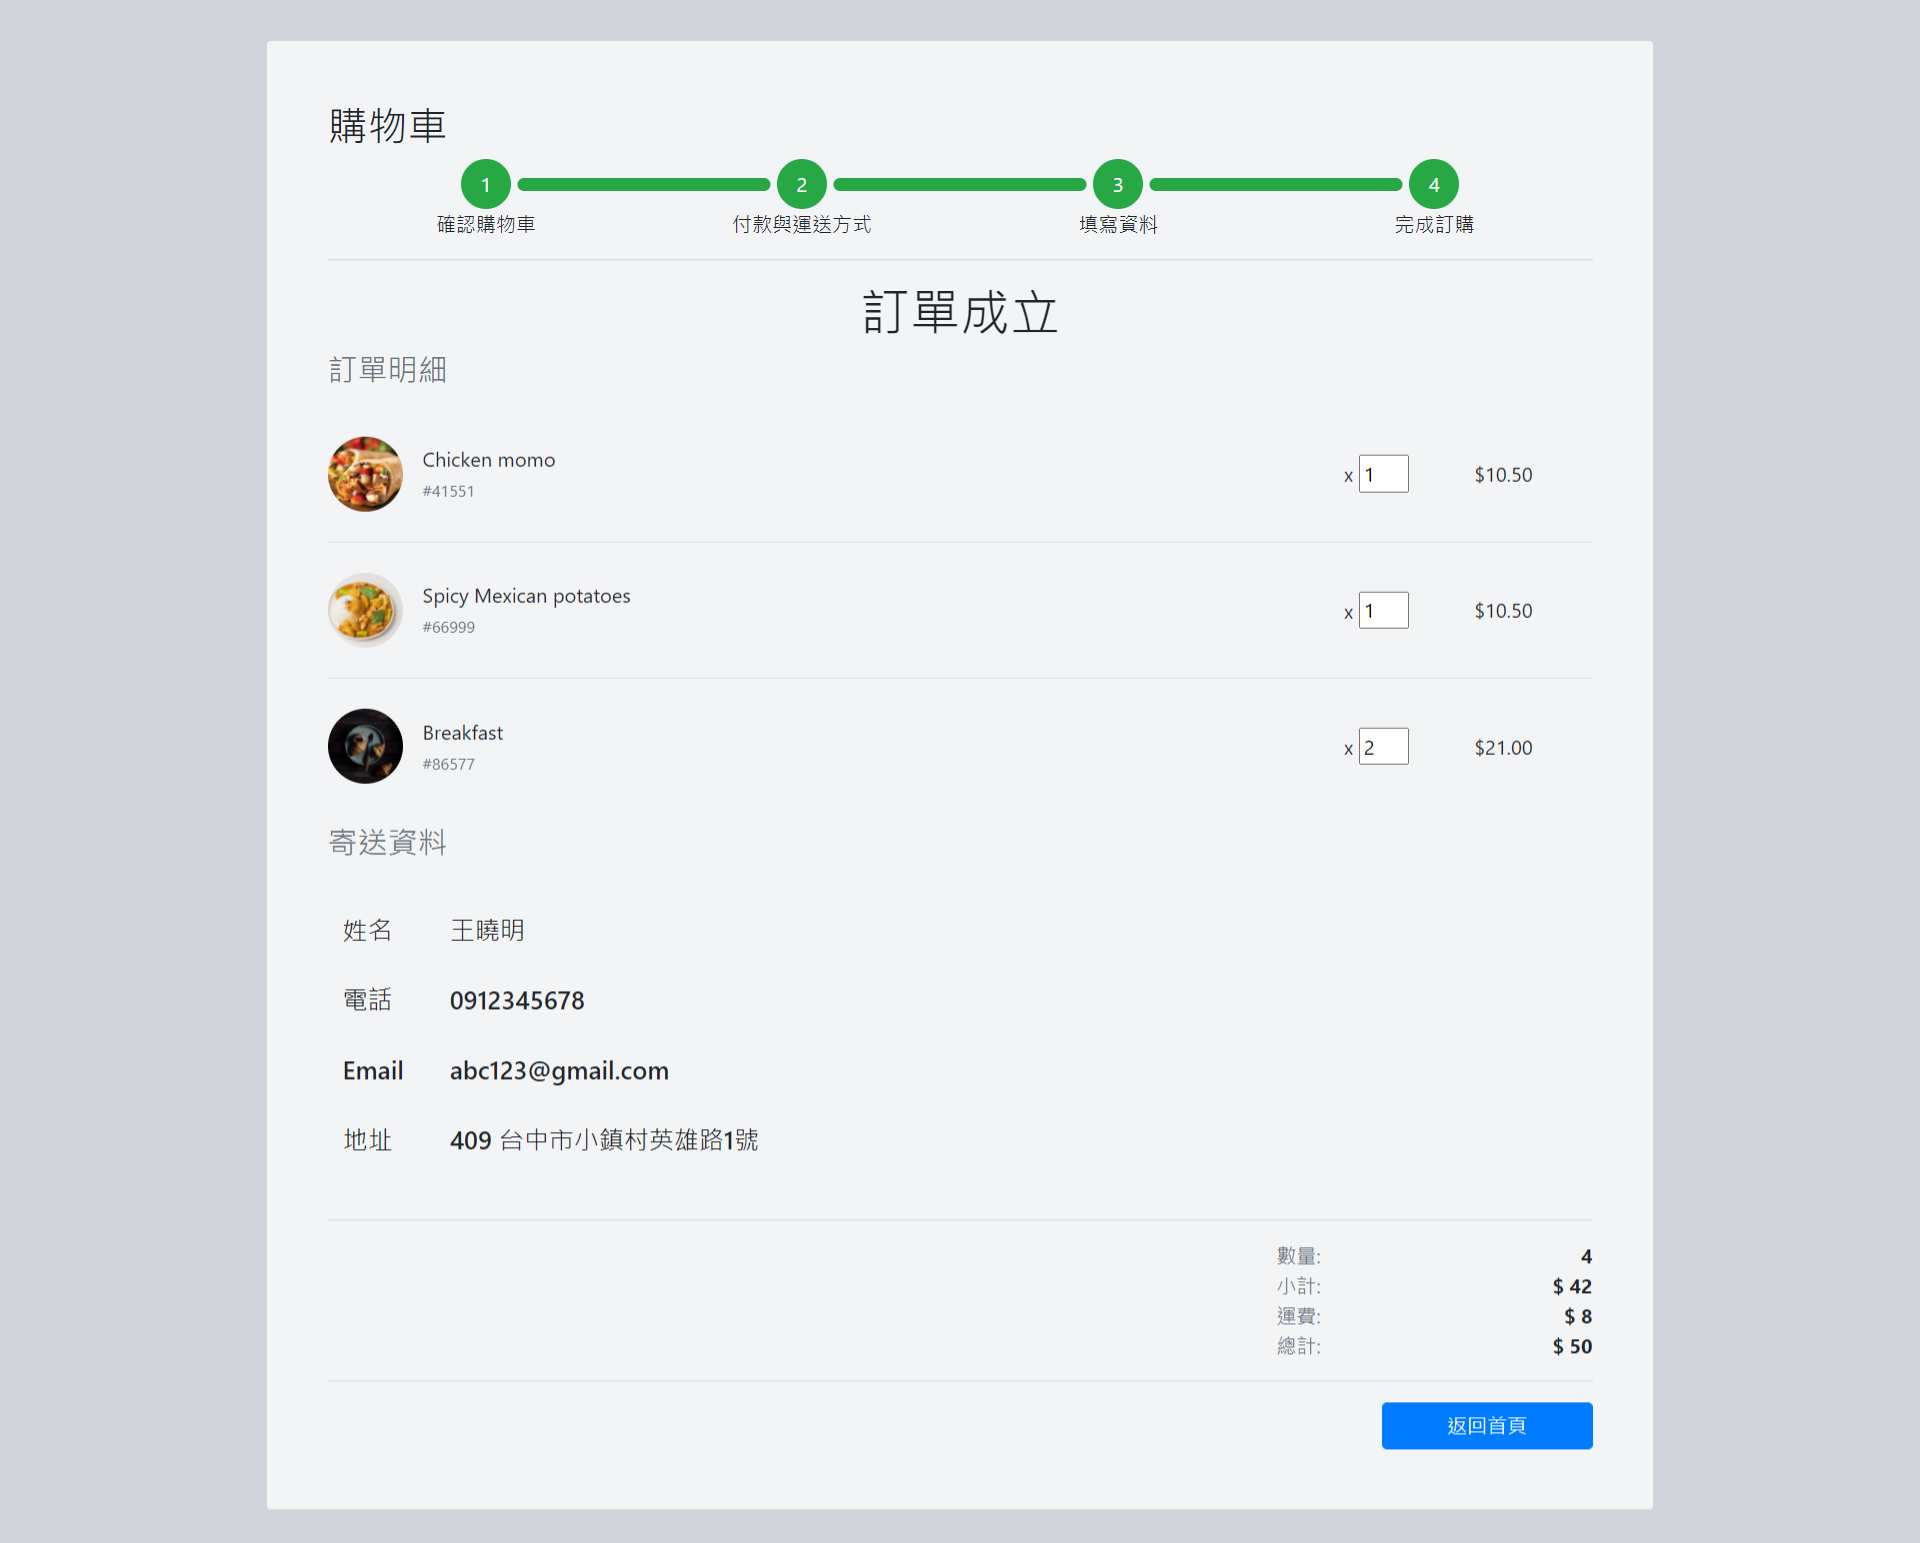 購物車
1 2 3 4
確認購物車 付款與運送方式 填寫資料 完成訂購
訂單成立
訂單明細
Chicken momo
#41551
x 1 $10.50
Spicy Mexican potatoes
#66999
x 1 $10.50
Breakfast
#86577
x 2 $21.00
寄送資料
姓名 王曉明
電話 0912345678
Email abc123@gmail.com
地址 409 台中市小鎮村英雄路1號
數量: 4
小計: $ 42
運費: $ 8
總計: $ 50
返回首頁